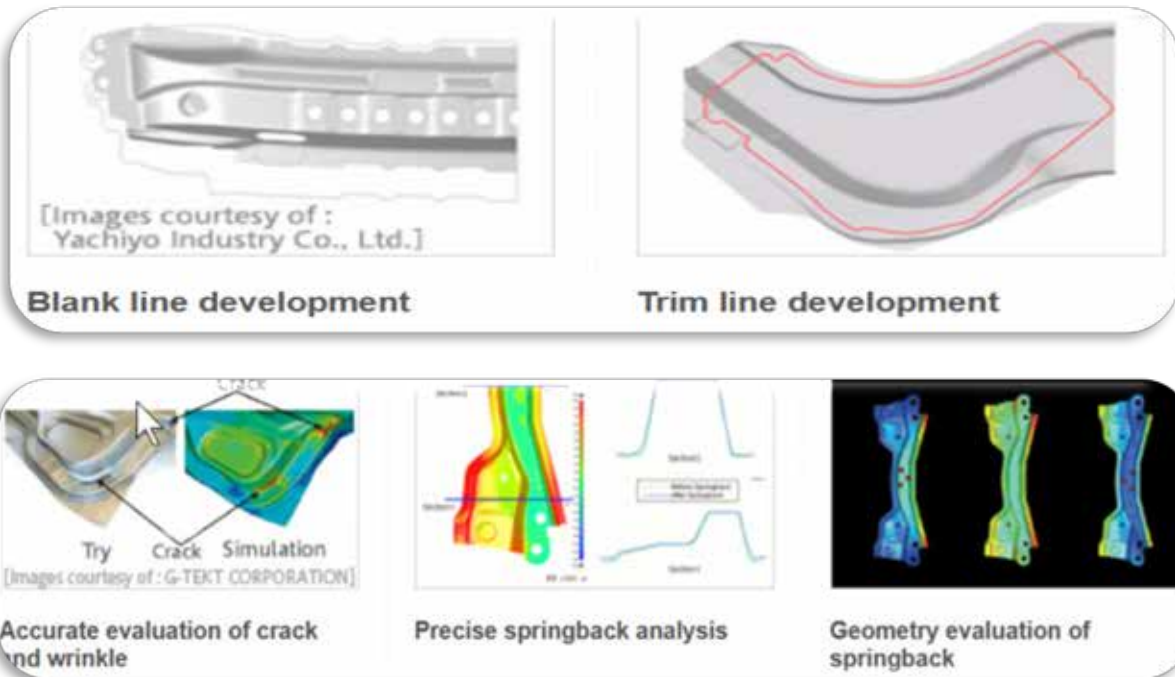 [Images courtesy of :
Yachiyo Industry Co., Ltd.]
Blank line development
Trim line development
Crack
Try
Crack
Simulation
[Images courtesy of : G-TEKT CORPORATION]
Accurate evaluation of crack
and wrinkle
Precise springback analysis
Geometry evaluation of
springback